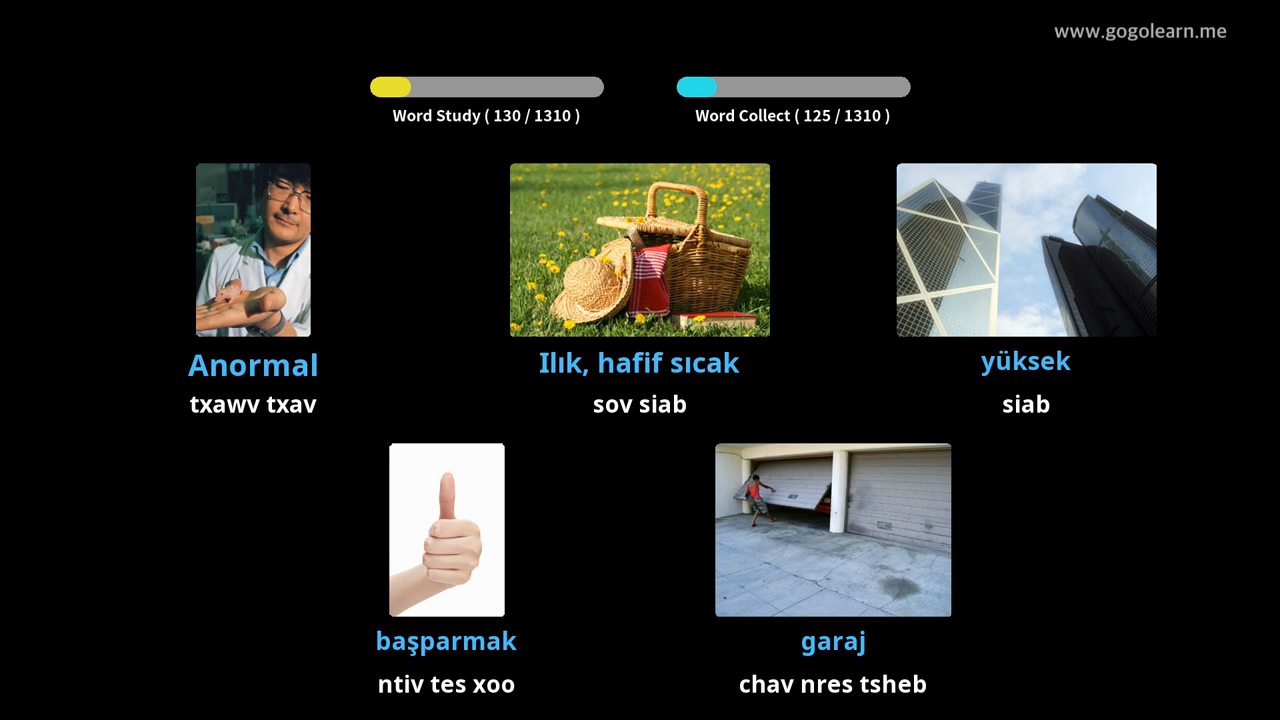 www.gogolearn.me
Word Study ( 130 / 1310 )
Word Collect ( 125 / 1310 )
Anormal
txawv txav
Ilık, hafif sıcak
sov siab
yüksek
siab
başparmak
ntiv tes xoo
garaj
chav nres tsheb